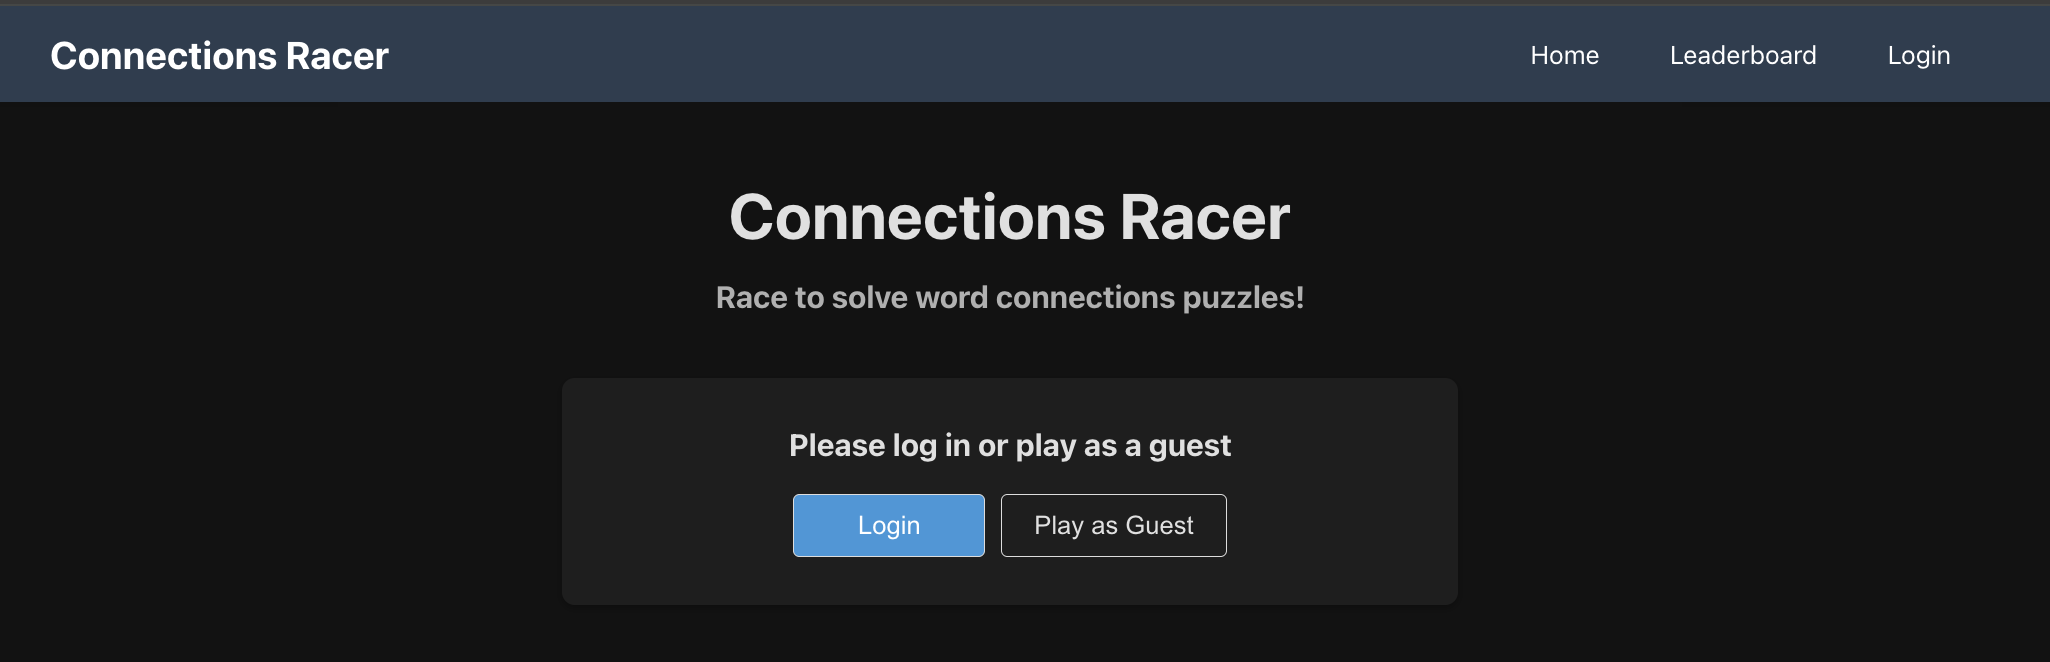 Connections Racer Home Leaderboard Login
Connections Racer
Race to solve word connections puzzles!
Please log in or play as a guest
Login Play as Guest